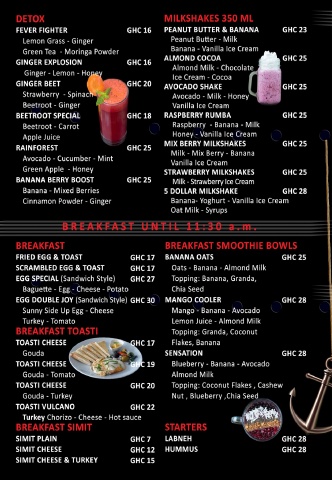 DETOX
FEVER FIGHTER GHC 16
Lemon Grass - Ginger
Green Tea - Moringa Powder
GINGER EXPLOSION GHC 16
Ginger - Lemon - Honey
GINGER BEET GHC 20
Strawberry - Spinach
Beetroot - Ginger
BEETROOT SPECIAL GHC 18
Beetroot - Carrot
Apple Juice
RAINFOREST GHC 25
Avocado - Cucumber - Mint
Green Apple - Honey
BANANA BERRY BOOST GHC 25
Banana - Mixed Berries
Cinnamon Powder - Ginger
MILKSHAKES 350 ML
PEANUT BUTTER & BANANA GHC 23
Peanut Butter - Milk
Banana - Vanilla Ice Cream
ALMOND COCOA GHC 25
Almond Milk - Chocolate
Ice Cream - Cocoa
AVOCADO SHAKE GHC 25
Avocado - Milk - Honey
Vanilla Ice Cream
RASPBERRY RUMBA GHC 25
Raspberry - Banana - Milk
Honey - Vanilla Ice Cream
MIX BERRY MILKSHAKES GHC 25
Milk - Mix Berry - Banana
Vanilla Ice Cream
STRAWBERRY MILKSHAKES GHC 25
Milk - Strawberry Ice Cream
5 DOLLAR MILKSHAKE GHC 28
Banana- Yoghurt - Vanilla Ice Cream
Oat Milk - Syrups
BREAKFAST UNTIL 11:30 a.m.
BREAKFAST
FRIED EGG & TOAST GHC 17
SCRAMBLED EGG & TOAST GHC 17
EGG SPECIAL (Sandwich Style) GHC 27
Baguette - Egg - Cheese - Potato
EGG DOUBLE JOY (Sandwich Style) GHC 30
Sunny Side Up Egg - Cheese
Turkey - Tomato
BREAKFAST TOASTI
TOASTI CHEESE GHC 17
Gouda
TOASTI CHEESE GHC 19
Gouda - Tomato
TOASTI CHEESE GHC 20
Gouda - Turkey
TOASTI VULCANO GHC 22
Turkey Chorizo - Cheese - Hot sauce
BREAKFAST SIMIT
SIMIT PLAIN GHC 7
SIMIT CHEESE GHC 12
SIMIT CHEESE & TURKEY GHC 15
BREAKFAST SMOOTHIE BOWLS
BANANA OATS GHC 25
Oats - Banana - Almond Milk
Topping: Banana, Granda,
Chia Seed
MANGO COOLER GHC 28
Mango - Banana - Avocado
Lemon Juice - Almond Milk
Topping: Granda, Coconut
Flakes, Banana
SENSATION GHC 28
Blueberry - Banana - Avocado
Almond Milk
Topping: Coconut Flakes , Cashew
Nut , Blueberry ,Chia Seed
STARTERS
LABNEH GHC 28
HUMMUS GHC 28